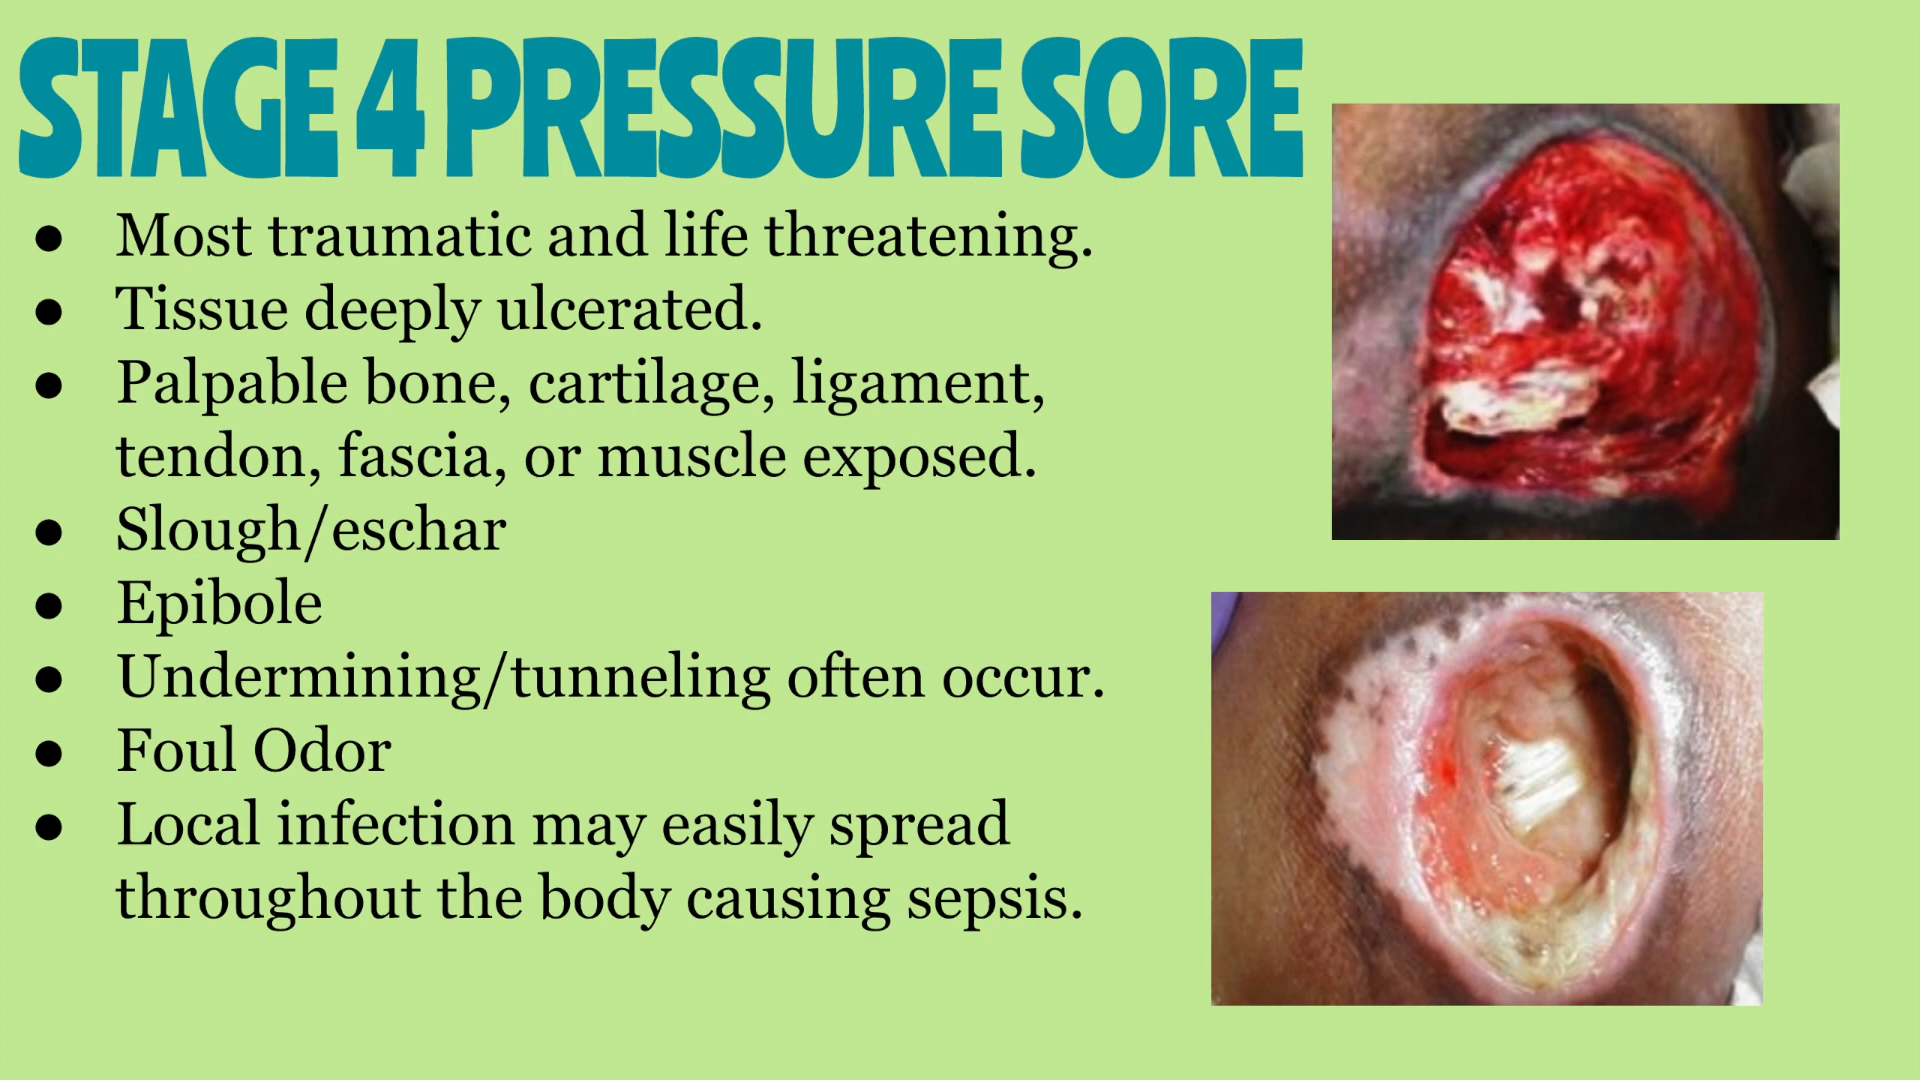 STAGE 4 PRESSURE SORE
● Most traumatic and life threatening.
● Tissue deeply ulcerated.
● Palpable bone, cartilage, ligament,
tendon, fascia, or muscle exposed.
● Slough/eschar
● Epibole
● Undermining/tunneling often occur.
● Foul Odor
● Local infection may easily spread
throughout the body causing sepsis.